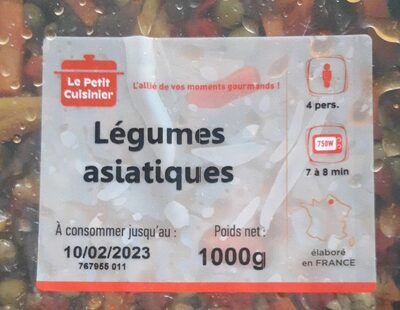 Le Petit
Cuisinier
L'allié de vos moments gourmands !
Légumes
asiatiques
4 pers.
750W
7 à 8 min
À consommer jusqu'au :
10/02/2023
767955 011
Poids net :
1000g
élaboré
en FRANCE